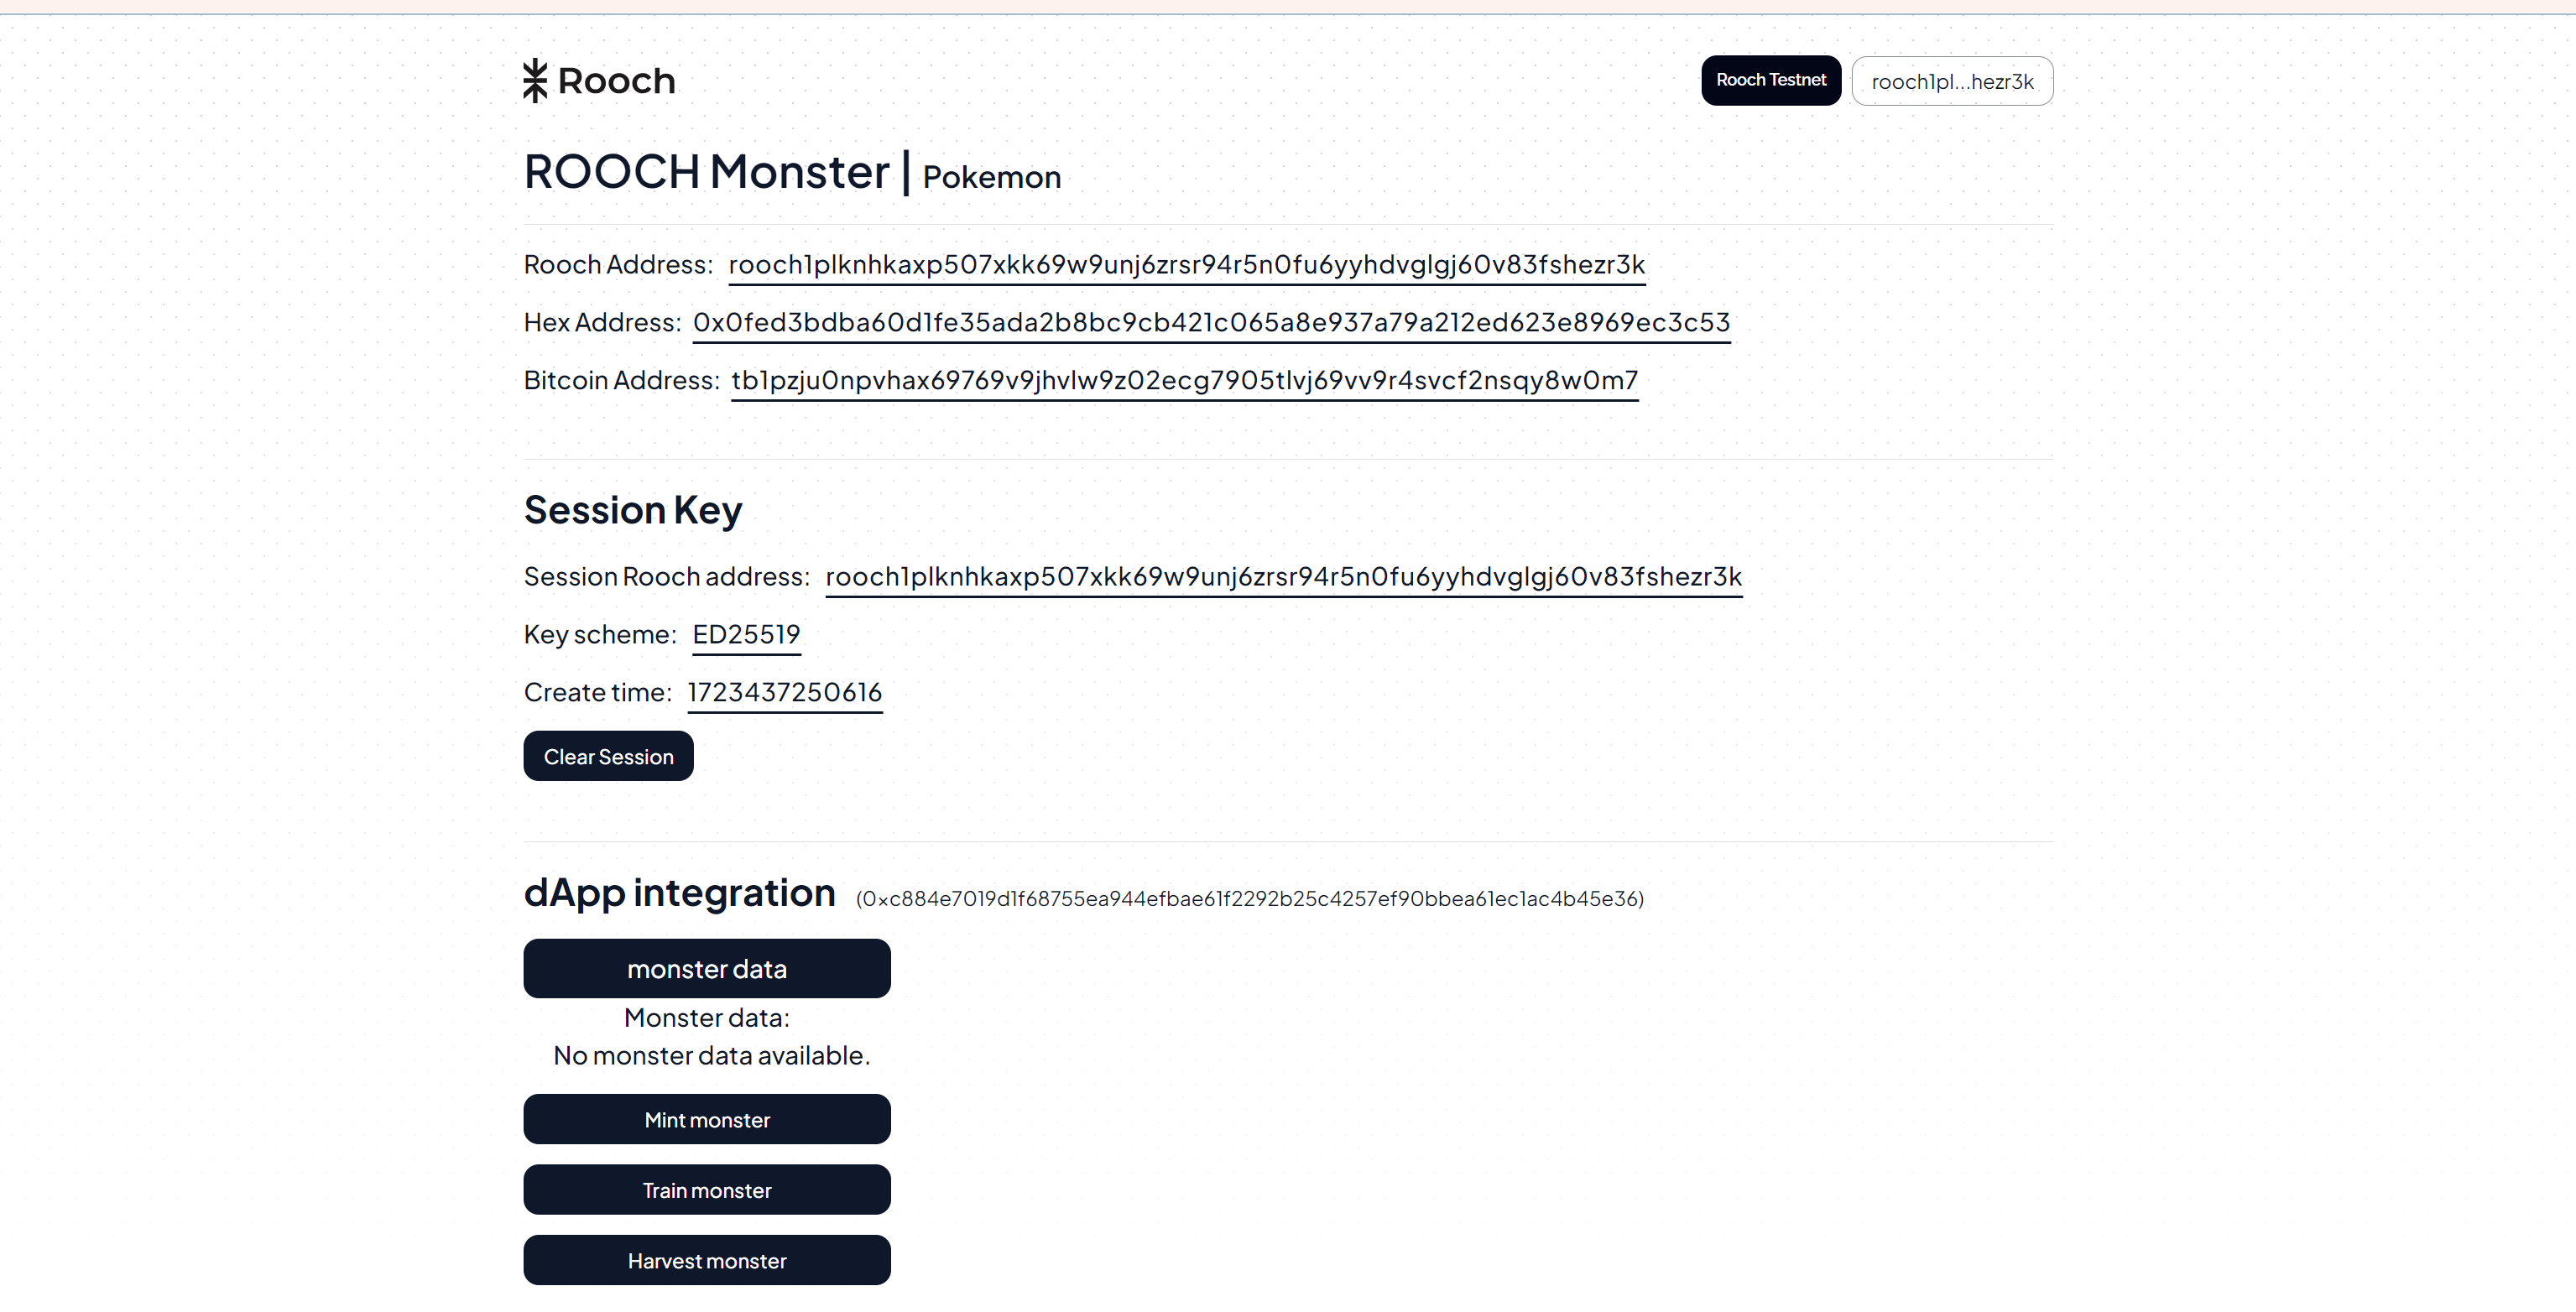 Rooch
Rooch Testnet
rooch1pl...hezr3k
ROOCH Monster | Pokemon
Rooch Address: rooch1plknhkaxp507xkk69w9unj6zrsr94r5n0fu6yyhdvglgj60v83fshezr3k
Hex Address: 0x0fed3bdba60d1fe35ada2b8bc9cb421c065a8e937a79a212ed623e8969ec3c53
Bitcoin Address: tb1pzju0npvhax69769v9jhvlw9z02ecg7905tlvj69vv9r4svcf2nsqy8w0m7
Session Key
Session Rooch address: rooch1plknhkaxp507xkk69w9unj6zrsr94r5n0fu6yyhdvglgj60v83fshezr3k
Key scheme: ED25519
Create time: 1723437250616
Clear Session
dApp integration (0xc884e7019d1f68755ea944efbae61f2292b25c4257ef90bbea61ec1ac4b45e36)
monster data
Monster data:
No monster data available.
Mint monster
Train monster
Harvest monster